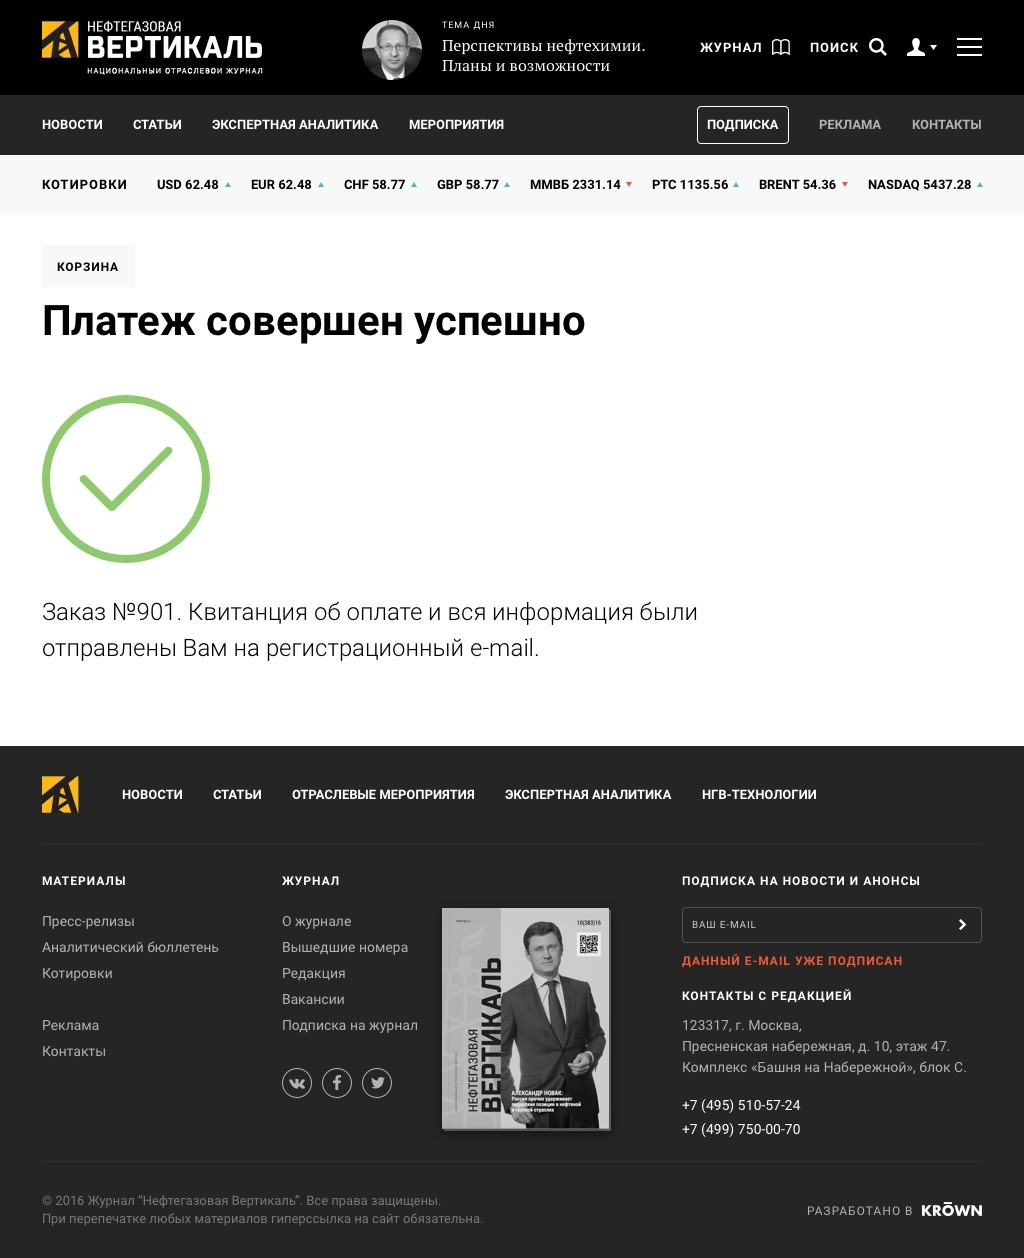 НЕФТЕГАЗОВАЯ
ВЕРТИКАЛЬ
НАЦИОНАЛЬНЫЙ ОТРАСЛЕВОЙ ЖУРНАЛ
ТЕМА ДНЯ
Перспективы нефтехимии.
Планы и возможности
ЖУРНАЛ ПОИСК
НОВОСТИ СТАТЬИ ЭКСПЕРТНАЯ АНАЛИТИКА МЕРОПРИЯТИЯ ПОДПИСКА РЕКЛАМА КОНТАКТЫ
КОТИРОВКИ USD 62.48 EUR 62.48 CHF 58.77 GBP 58.77 ММВБ 2331.14 РТС 1135.56 BRENT 54.36 NASDAQ 5437.28
КОРЗИНА
Платеж совершен успешно
Заказ №901. Квитанция об оплате и вся информация были
отправлены Вам на регистрационный e-mail.
НОВОСТИ СТАТЬИ ОТРАСЛЕВЫЕ МЕРОПРИЯТИЯ ЭКСПЕРТНАЯ АНАЛИТИКА НГВ-ТЕХНОЛОГИИ
МАТЕРИАЛЫ
Пресс-релизы
Аналитический бюллетень
Котировки
Реклама
Контакты
ЖУРНАЛ
О журнале
Вышедшие номера
Редакция
Вакансии
Подписка на журнал
10(383)16
НЕФТЕГАЗОВАЯ
ВЕРТИКАЛЬ
АЛЕКСАНДР НОВАК:
Россия прочно удерживает
лидерские позиции в нефтяной
и газовой отраслях
ПОДПИСКА НА НОВОСТИ И АНОНСЫ
ВАШ E-MAIL
ДАННЫЙ E-MAIL УЖЕ ПОДПИСАН
КОНТАКТЫ С РЕДАКЦИЕЙ
123317, г. Москва,
Пресненская набережная, д. 10, этаж 47.
Комплекс «Башня на Набережной», блок С.
+7 (495) 510-57-24
+7 (499) 750-00-70
© 2016 Журнал “Нефтегазовая Вертикаль”. Все права защищены.
При перепечатке любых материалов гиперссылка на сайт обязательна.
РАЗРАБОТАНО В KRŌWN